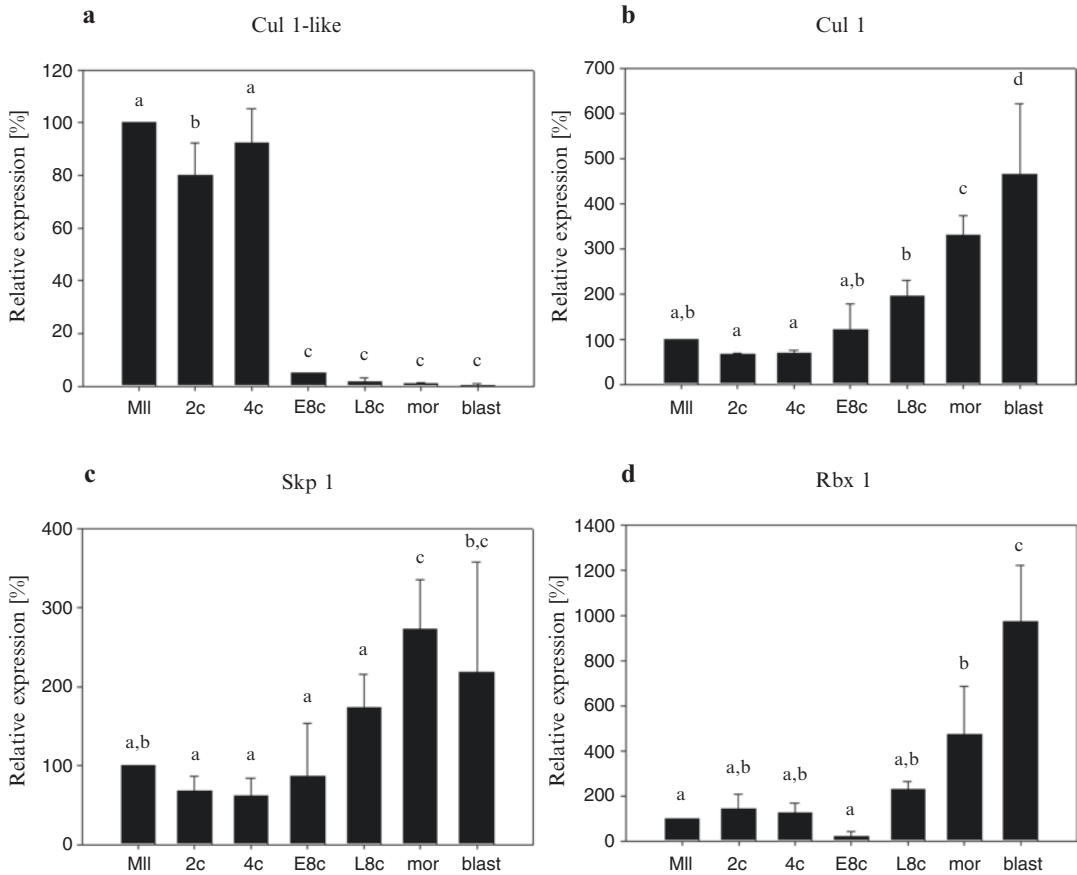 a
Cul 1-like
Relative expression [%]
120
100
80
60
40
20
0
a
b
a
c
c
c
c
MII
2c
4c
E8c
L8c
mor
blast
b
Cul 1
Relative expression [%]
700
600
500
400
300
200
100
0
a,b
a
a
a,b
b
c
d
MII
2c
4c
E8c
L8c
mor
blast
c
Skp 1
Relative expression [%]
400
300
200
100
0
a,b
a
a
a
a
c
b,c
MII
2c
4c
E8c
L8c
mor
blast
d
Rbx 1
Relative expression [%]
1400
1200
1000
800
600
400
200
0
a
a,b
a,b
a
a,b
b
c
MII
2c
4c
E8c
L8c
mor
blast